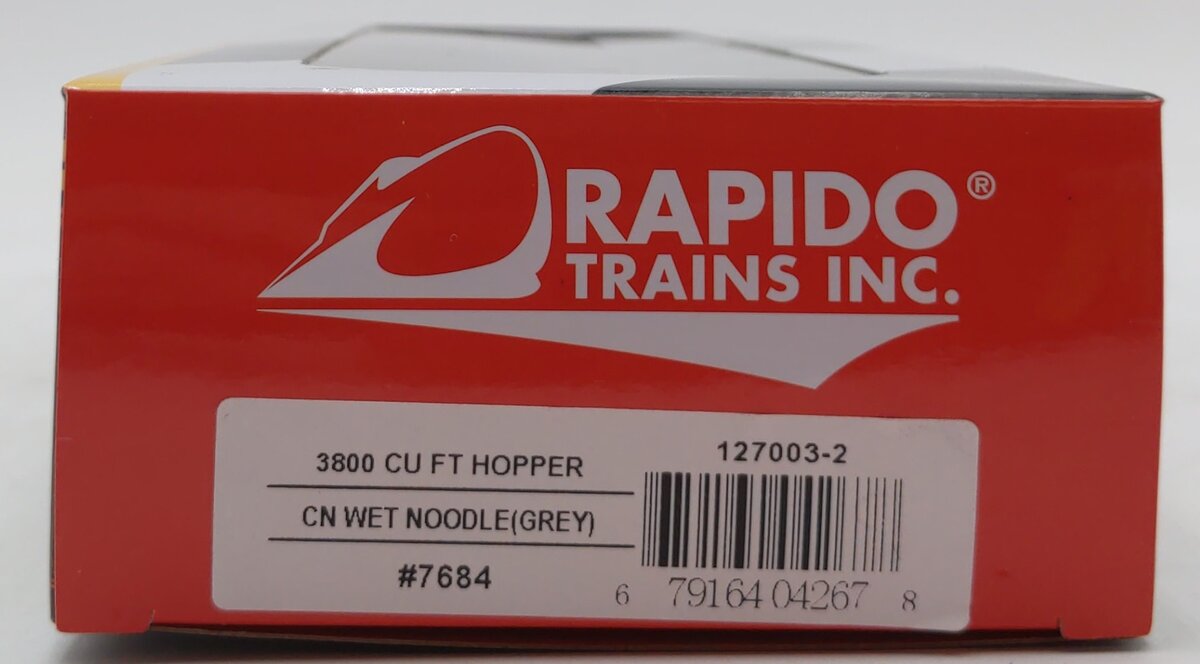 RAPIDO®
TRAINS INC.
3800 CU FT HOPPER
CN WET NOODLE(GREY)
#7684
127003-2
6 79164 04267 8